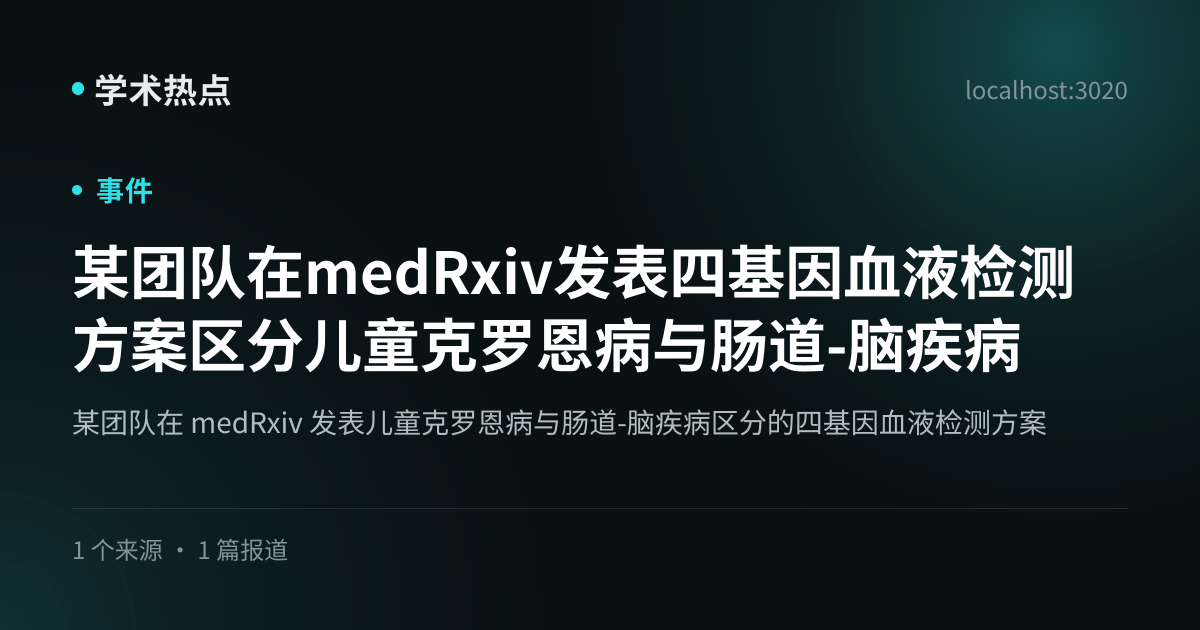 学术热点
localhost:3020
事件
某团队在medRxiv发表四基因血液检测
方案区分儿童克罗恩病与肠道-脑疾病
某团队在 medRxiv 发表儿童克罗恩病与肠道-脑疾病区分的四基因血液检测方案
1 个来源 · 1 篇报道